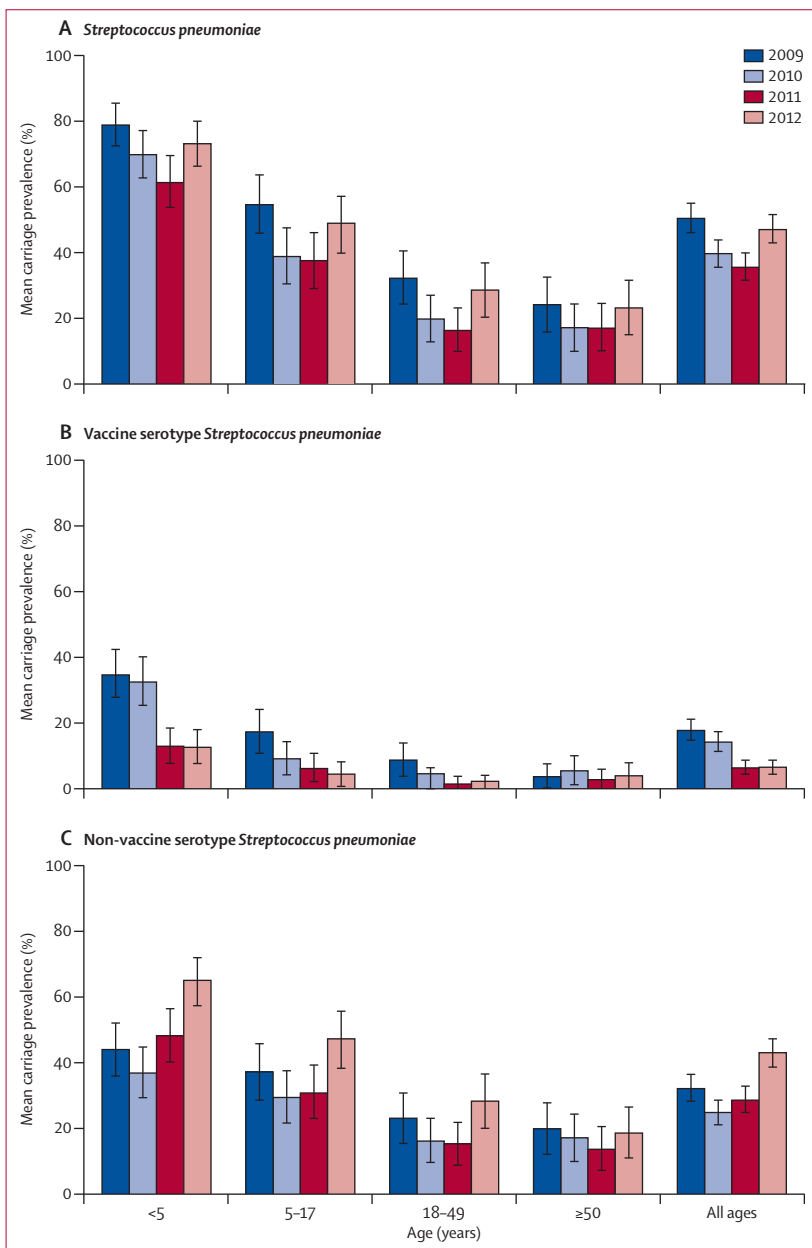 A Streptococcus pneumoniae
2009
2010
2011
2012
Mean carriage prevalence (%)
100
80
60
40
20
0
B Vaccine serotype Streptococcus pneumoniae
Mean carriage prevalence (%)
100
80
60
40
20
0
C Non-vaccine serotype Streptococcus pneumoniae
Mean carriage prevalence (%)
100
80
60
40
20
0
<5 5–17 18–49 ≥50 All ages
Age (years)